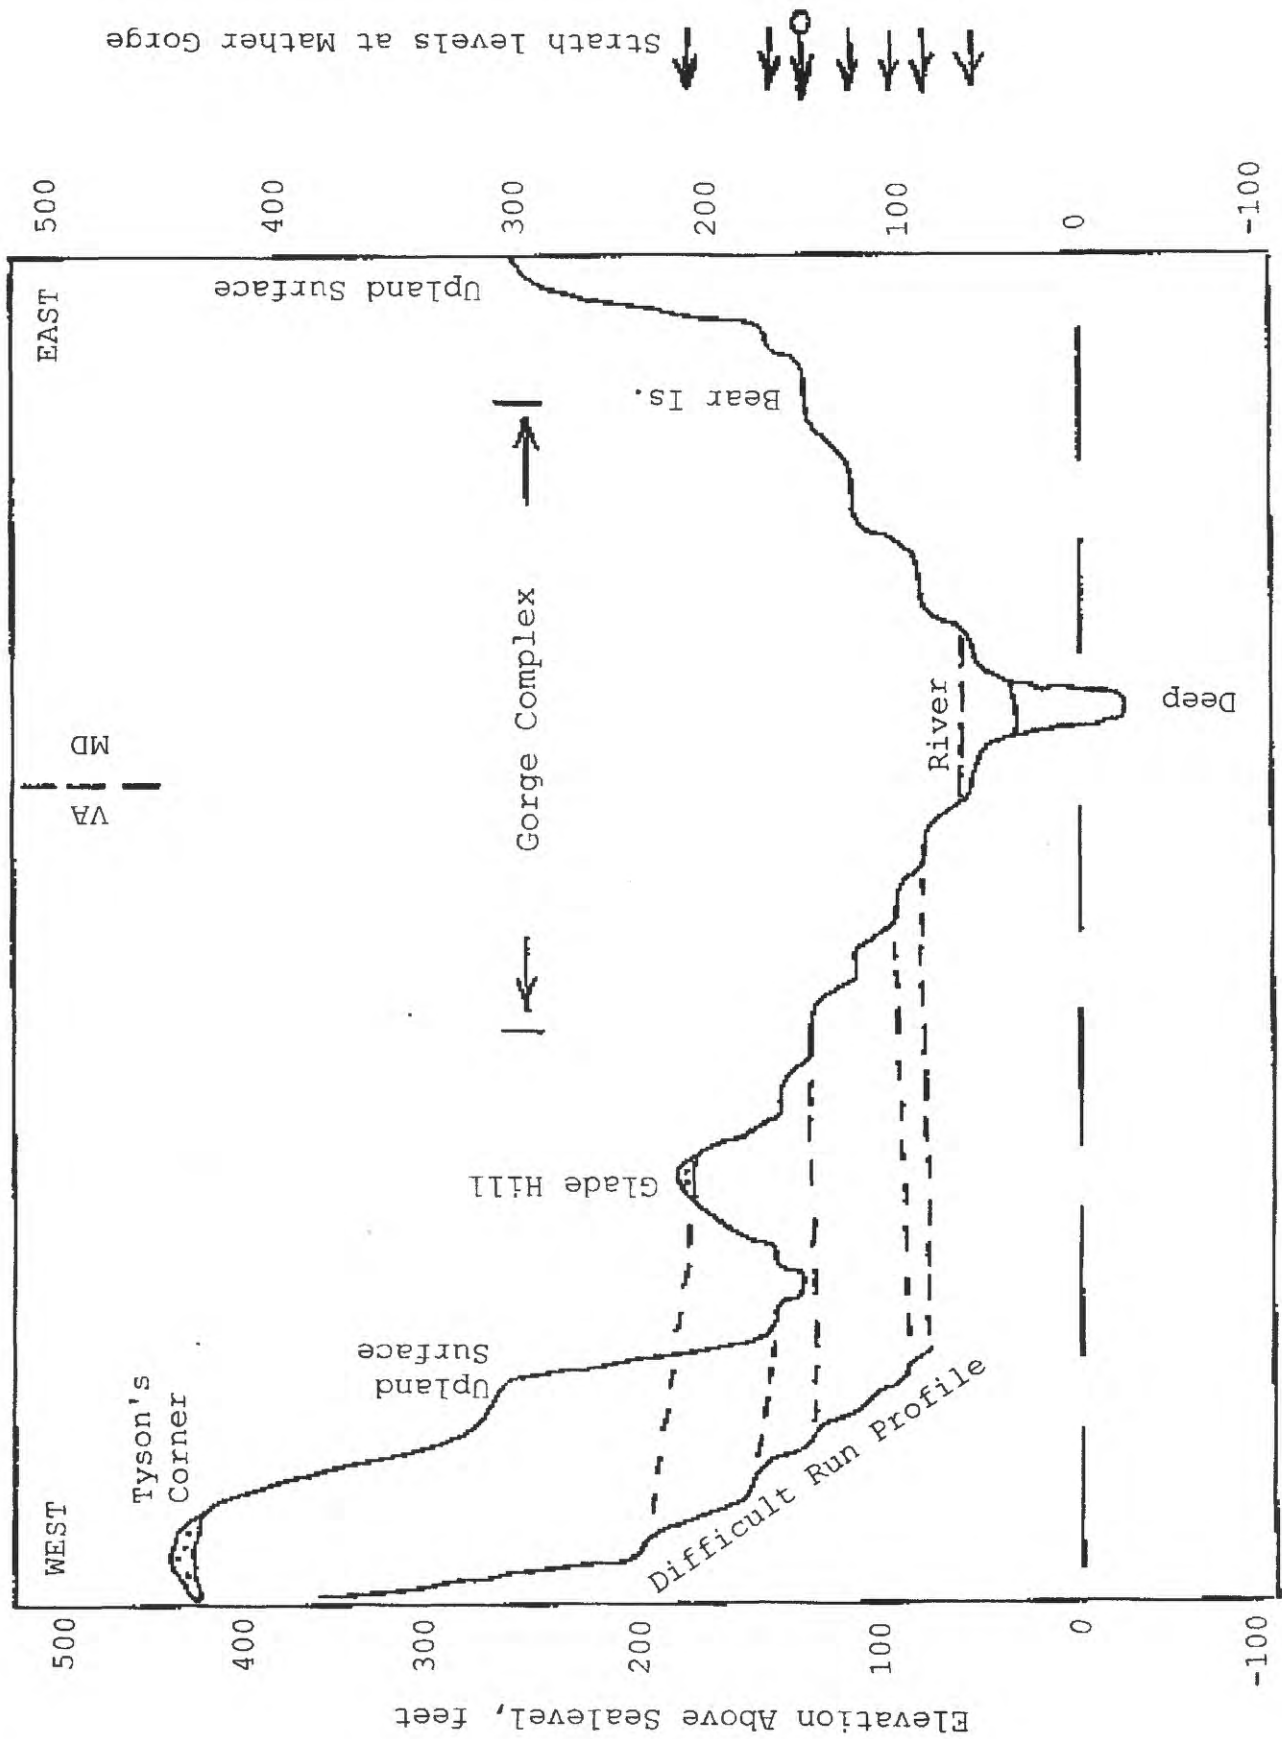 WEST
EAST
VA
MD
Tyson's
Corner
Upland
Surface
Glade Hill
Gorge Complex
Bear Is.
Upland Surface
River
Deep
Difficult Run Profile
Elevation Above Sealevel, feet
500
400
300
200
100
0
-100
500
400
300
200
100
0
-100
Strath levels at Mather Gorge